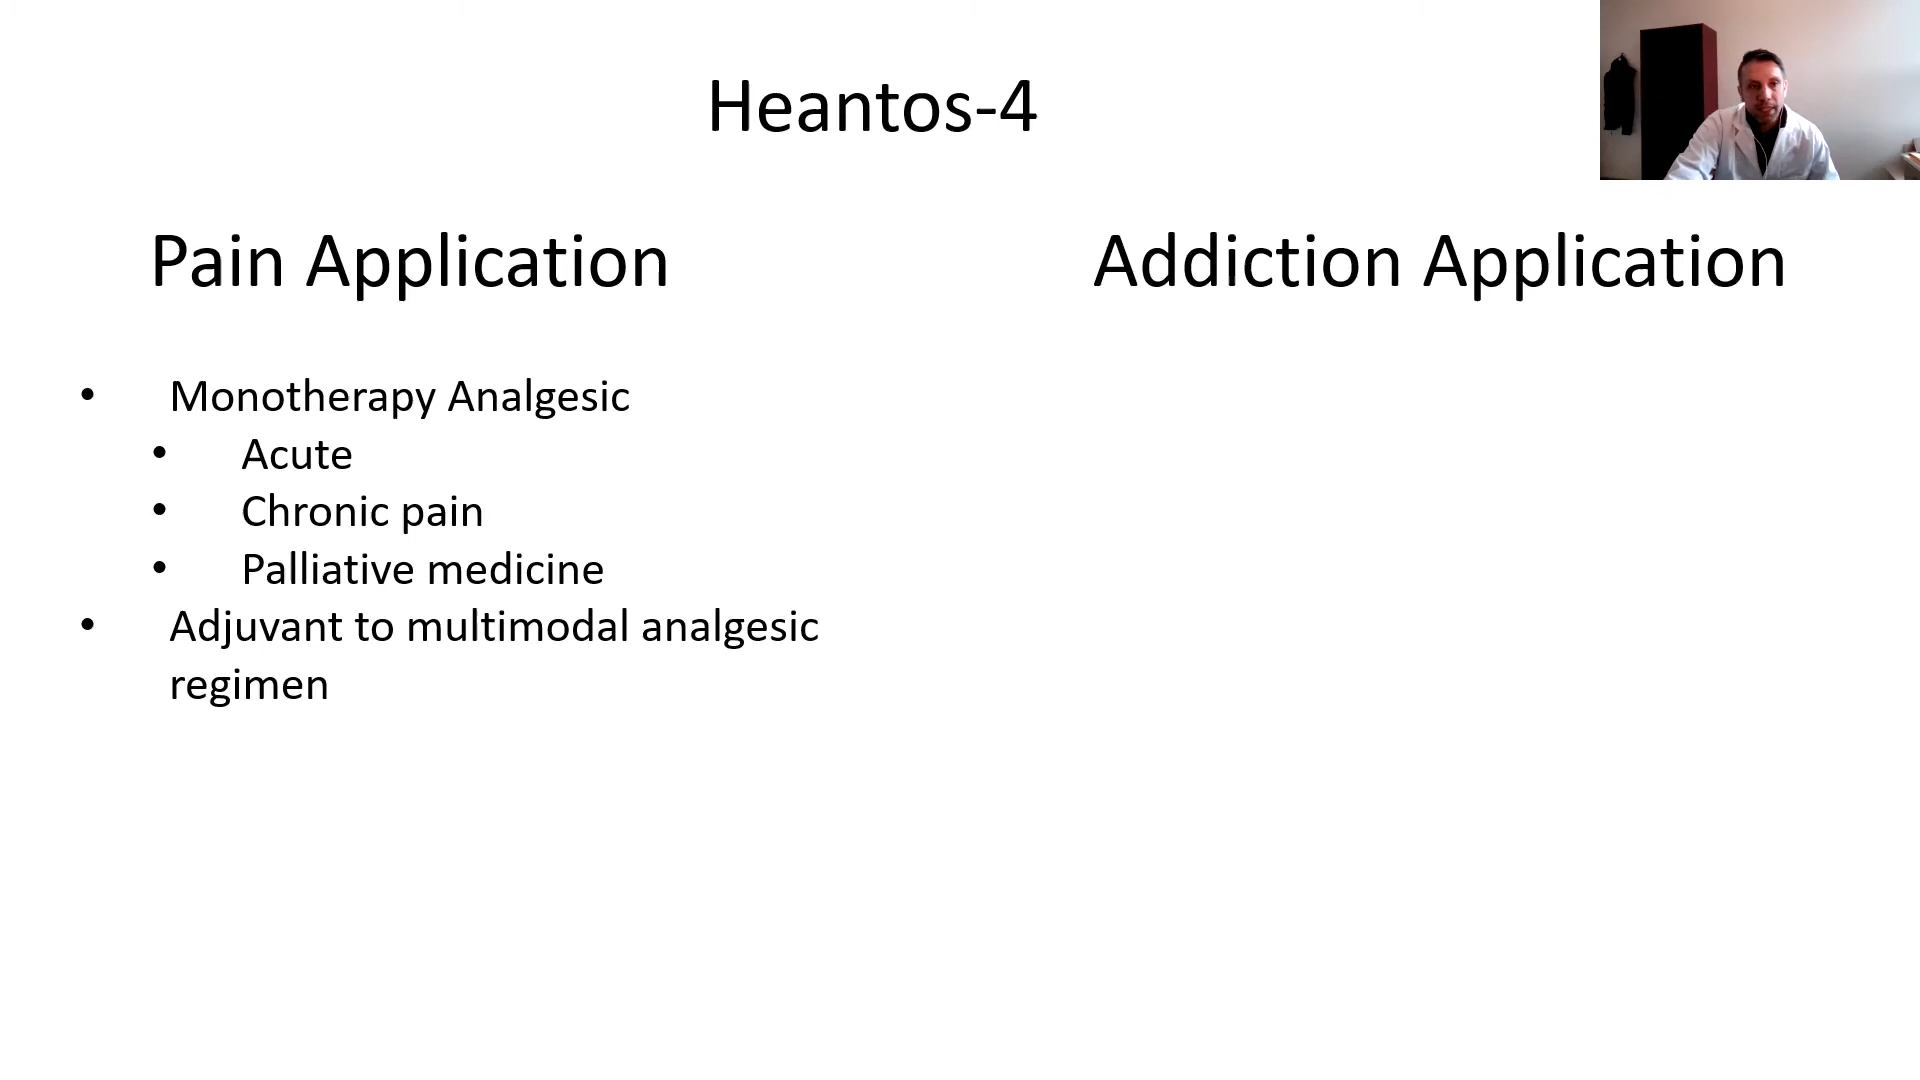 Heantos-4
Pain Application
Addiction Application
• Monotherapy Analgesic
• Acute
• Chronic pain
• Palliative medicine
• Adjuvant to multimodal analgesic
regimen